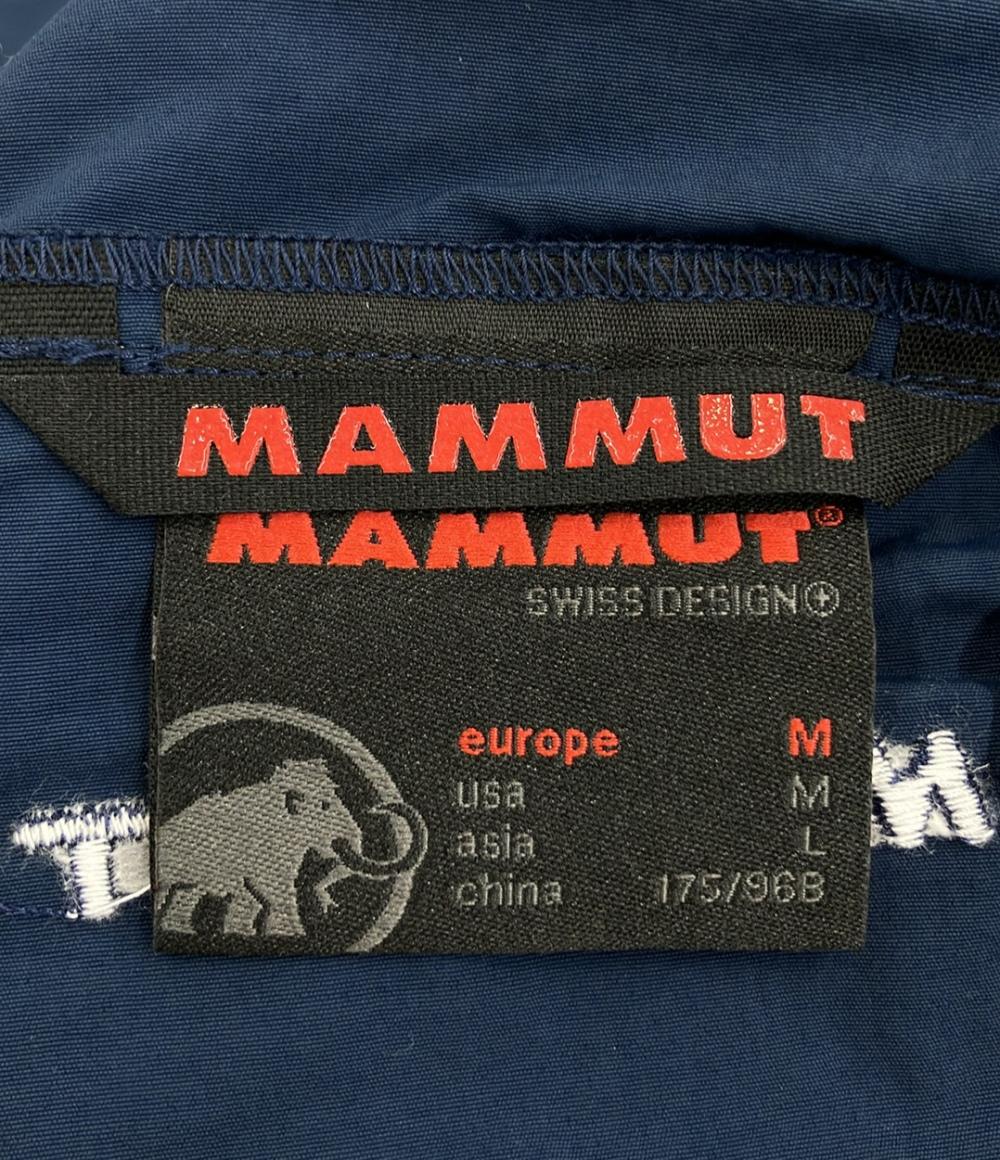 MAMMUT
MAMMUT®
SWISS DESIGN
europe M
usa M
asia L
china 175/96B